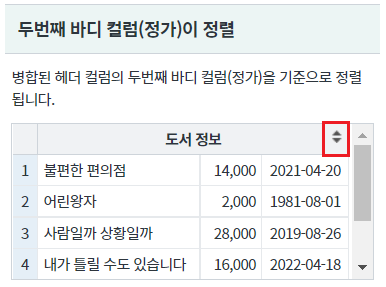 두번째 바디 컬럼(정가)이 정렬
병합된 헤더 컬럼의 두번째 바디 컬럼(정가)을 기준으로 정렬
됩니다.
도서 정보
1 불편한 편의점 14,000 2021-04-20
2 어린왕자 2,000 1981-08-01
3 사람일까 상황일까 28,000 2019-08-26
4 내가 틀릴 수도 있습니다 16,000 2022-04-18